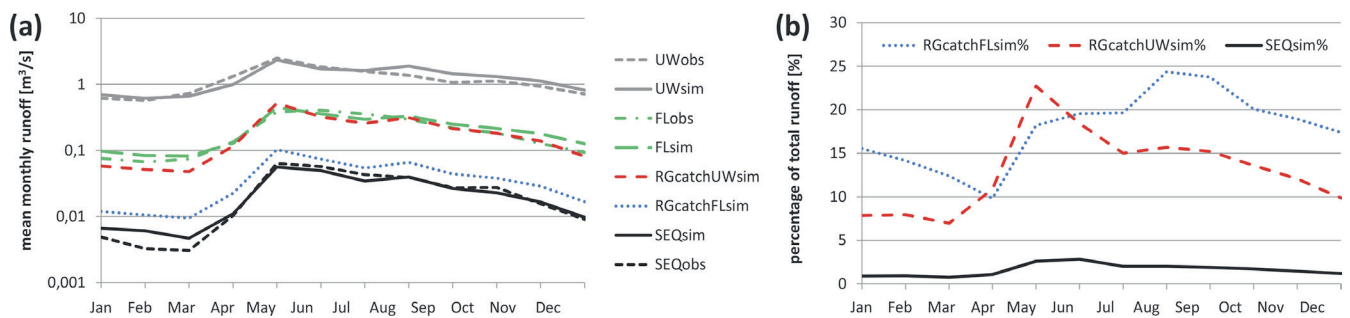 (a)
mean monthly runoff [m³/s]
10
1
0,1
0,01
0,001
Jan Feb Mar Apr May Jun Jul Aug Sep Oct Nov Dec
UWobs
UWsim
FLobs
FLsim
RGcatchUWsim
RGcatchFLsim
SEQsim
SEQobs
(b)
percentage of total runoff [%]
30
25
20
15
10
5
0
RGcatchFLsim% RGcatchUWsim% SEQsim%
Jan Feb Mar Apr May Jun Jul Aug Sep Oct Nov Dec